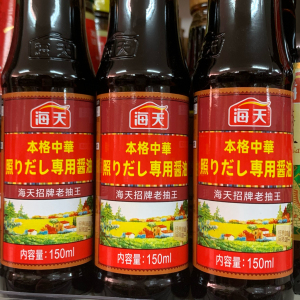 海天
本格中華
照りだし専用醤油
海天招牌老抽王
内容量:150ml
海天
本格中華
照りだし専用醤油
海天招牌老抽王
内容量:150ml
海天
本格中華
照りだし専用醤油
海天招牌老抽王
内容量:150ml